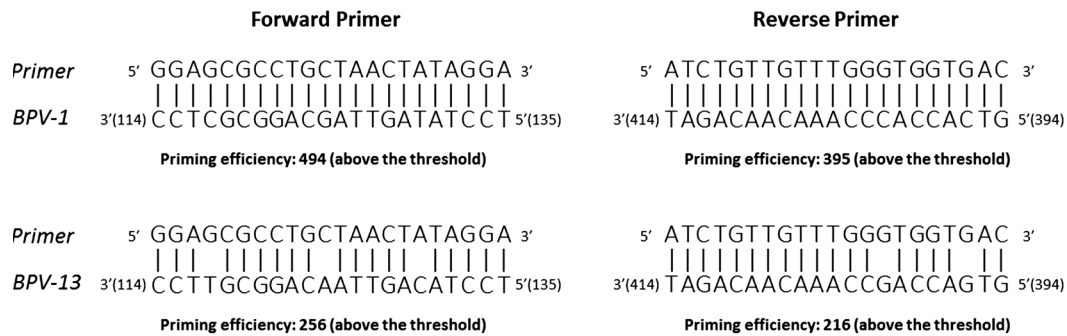 Forward Primer Reverse Primer
Primer 5’ GGAGCGCCTGCTAACTATAGGA 3’ 5’ ATCTGTTGTTTGGGTGGTGAC 3’
BPV-1 3’(114) CCTCGCGGACGATTGATATCCT 5’(135) 3’(414) TAGACAACAAACCCACCACTG 5’(394)
Priming efficiency: 494 (above the threshold) Priming efficiency: 395 (above the threshold)
Primer 5’ GGAGCGCCTGCTAACTATAGGA 3’ 5’ ATCTGTTGTTTGGGTGGTGAC 3’
BPV-13 3’(114) CCTTGCGGACAATTGACATCCT 5’(135) 3’(414) TAGACAACAAACCGACCAGTG 5’(394)
Priming efficiency: 256 (above the threshold) Priming efficiency: 216 (above the threshold)